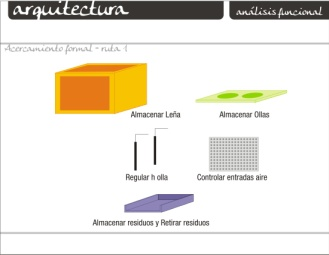 arquitectura
análisis funcional
Acercamiento formal - ruta 1
Almacenar Leña
Almacenar Ollas
Regular h olla
Controlar entradas aire
Almacenar residuos y Retirar residuos